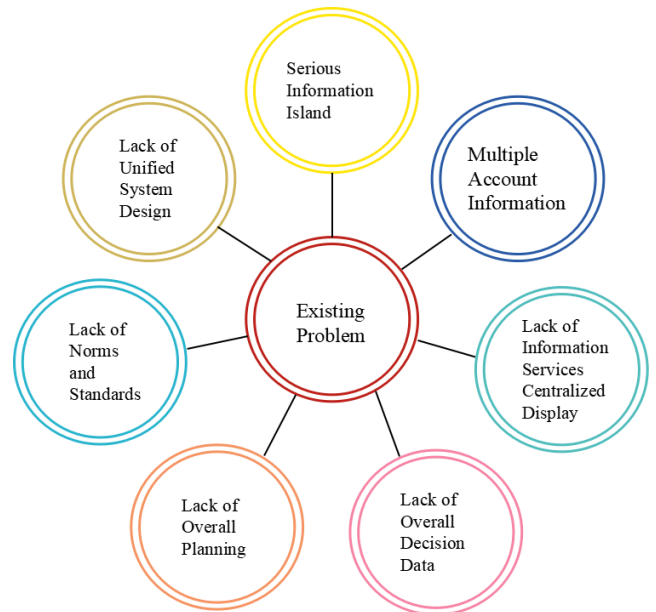 Serious
Information
Island
Multiple
Account
Information
Lack of
Information
Services
Centralized
Display
Lack of
Overall
Decision
Data
Lack of
Overall
Planning
Lack of
Norms
and
Standards
Lack of
Unified
System
Design
Existing
Problem